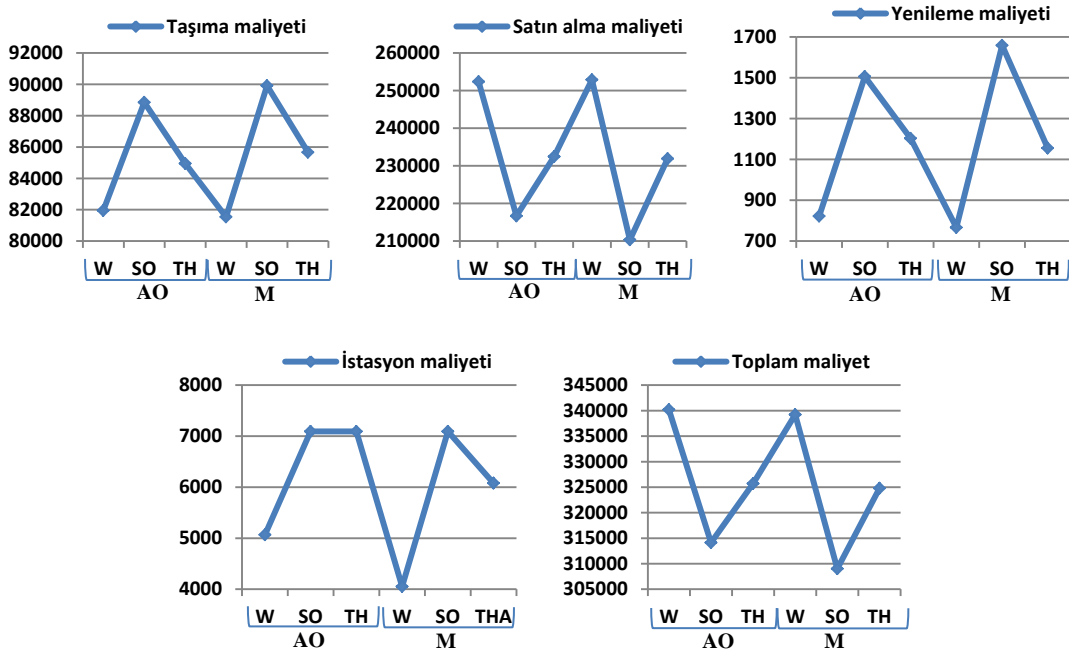 Taşıma maliyeti
92000
90000
88000
86000
84000
82000
80000
W SO TH W SO TH
AO M
Satın alma maliyeti
260000
250000
240000
230000
220000
210000
W SO TH W SO TH
AO M
Yenileme maliyeti
1700
1500
1300
1100
900
700
W SO TH W SO TH
AO M
İstasyon maliyeti
8000
7000
6000
5000
4000
W SO TH W SO THA
AO M
Toplam maliyet
345000
340000
335000
330000
325000
320000
315000
310000
305000
W SO TH W SO TH
AO M